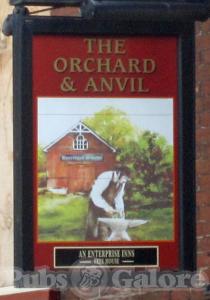 THE
ORCHARD
& ANVIL
AN ENTERPRISE INNS
FREE HOUSE
Pubs Galore